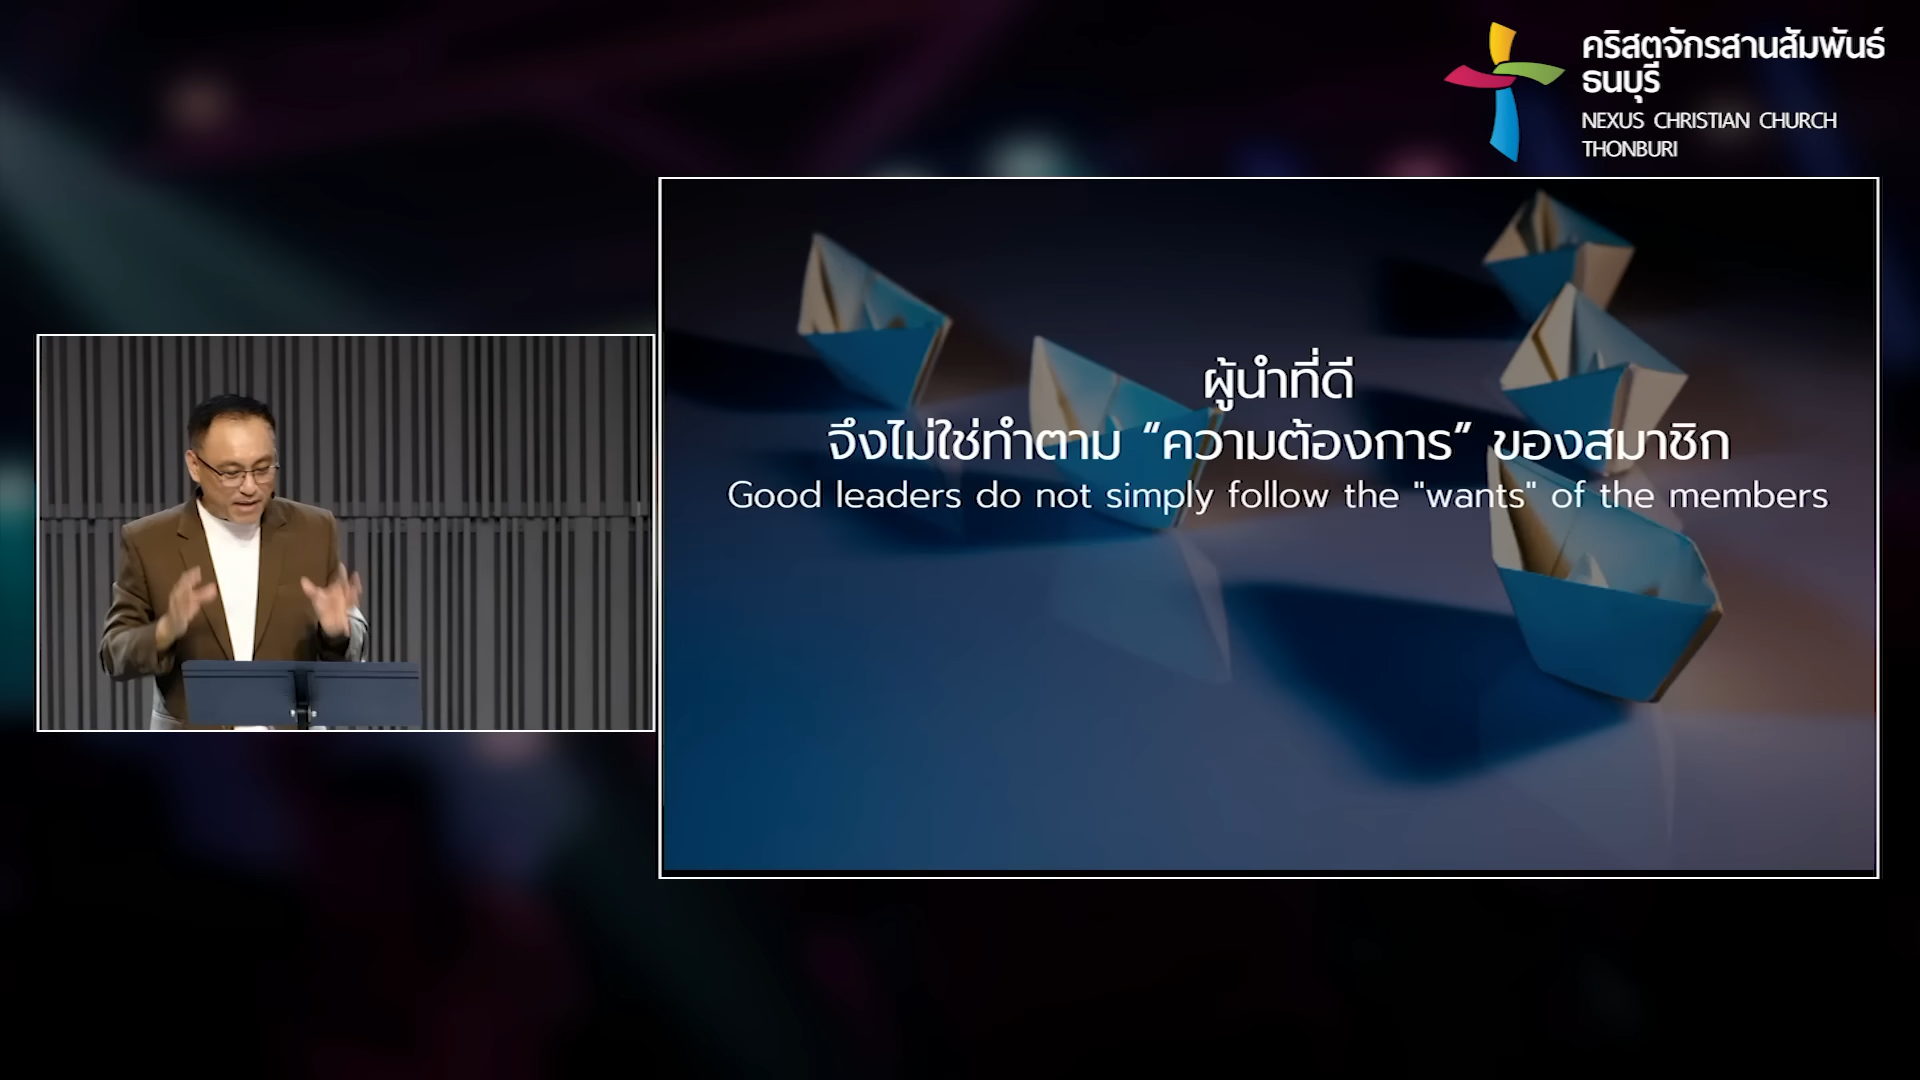 คริสตจักรสานสัมพันธ์
ธนบุรี
NEXUS CHRISTIAN CHURCH
THONBURI
ผู้นำที่ดี
จึงไม่ใช่ทำตาม “ความต้องการ” ของสมาชิก
Good leaders do not simply follow the "wants" of the members